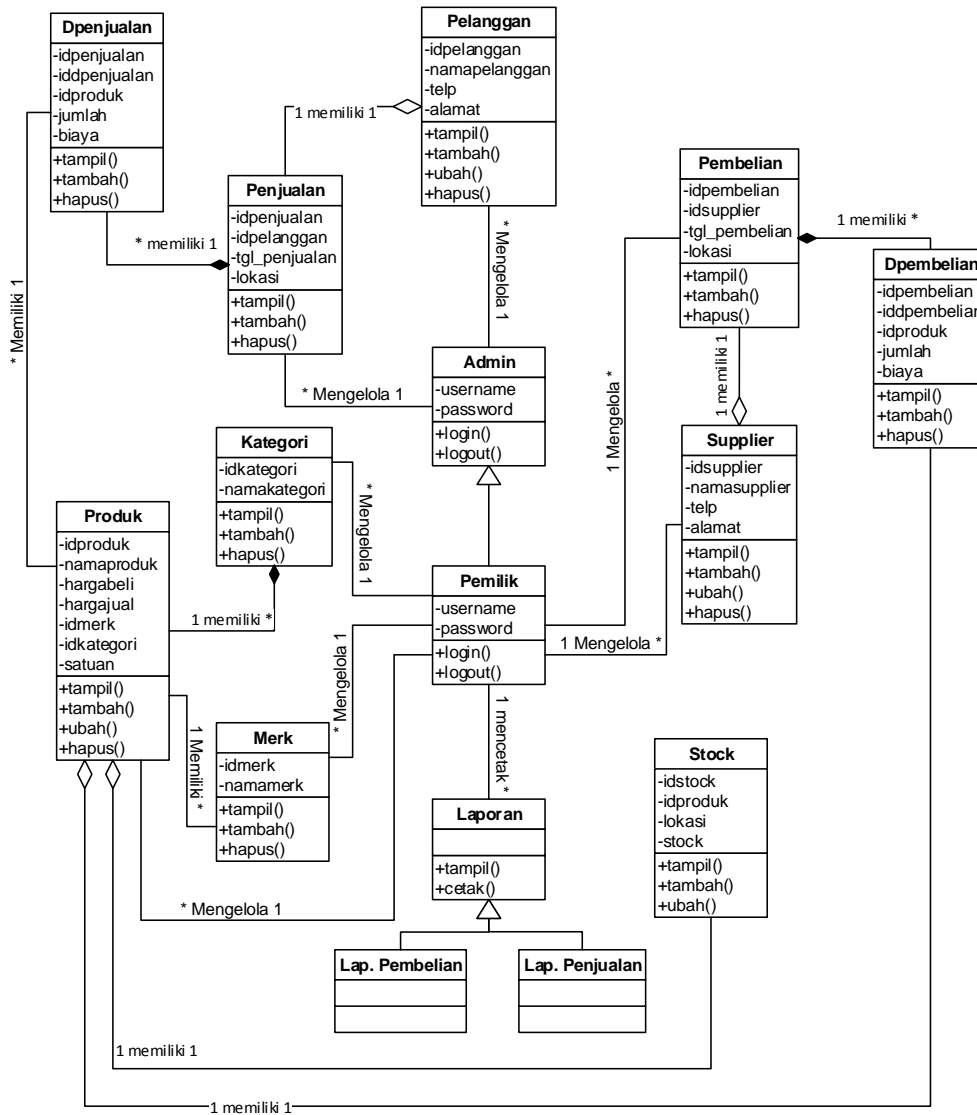 Dpenjualan
-idpenjualan
-iddpenjualan
-idproduk
-jumlah
-biaya
+tampil()
+tambah()
+hapus()
Pelanggan
-idpelanggan
-namapelanggan
-telp
-alamat
+tampil()
+tambah()
+ubah()
+hapus()
1 memiliki 1
Penjualan
-idpenjualan
-idpelanggan
-tgl_penjualan
-lokasi
+tampil()
+tambah()
+hapus()
* memiliki 1
* Memiliki 1
* Mengelola 1
* Mengelola 1
Pembelian
-idpembelian
-idsupplier
-tgl_pembelian
-lokasi
+tampil()
+tambah()
+hapus()
1 memiliki *
Dpembelian
-idpembelian
-iddpembelian
-idproduk
-jumlah
-biaya
+tampil()
+tambah()
+hapus()
Admin
-username
-password
+login()
+logout()
1 Mengelola *
1 memiliki 1
Supplier
-idsupplier
-namasupplier
-telp
-alamat
+tampil()
+tambah()
+ubah()
+hapus()
Kategori
-idkategori
-namakategori
+tampil()
+tambah()
+hapus()
* Mengelola 1
Produk
-idproduk
-namaproduk
-hargabeli
-hargajual
-idmerk
-idkategori
-satuan
+tampil()
+tambah()
+ubah()
+hapus()
1 memiliki *
Pemilik
-username
-password
+login()
+logout()
1 Mengelola *
* Mengelola 1
1 Memiliki *
Merk
-idmerk
-namamerk
+tampil()
+tambah()
+hapus()
1 mencetak *
Stock
-idstock
-idproduk
-lokasi
-stock
+tampil()
+tambah()
+ubah()
Laporan
+tampil()
+cetak()
* Mengelola 1
Lap. Pembelian
Lap. Penjualan
1 memiliki 1
1 memiliki 1